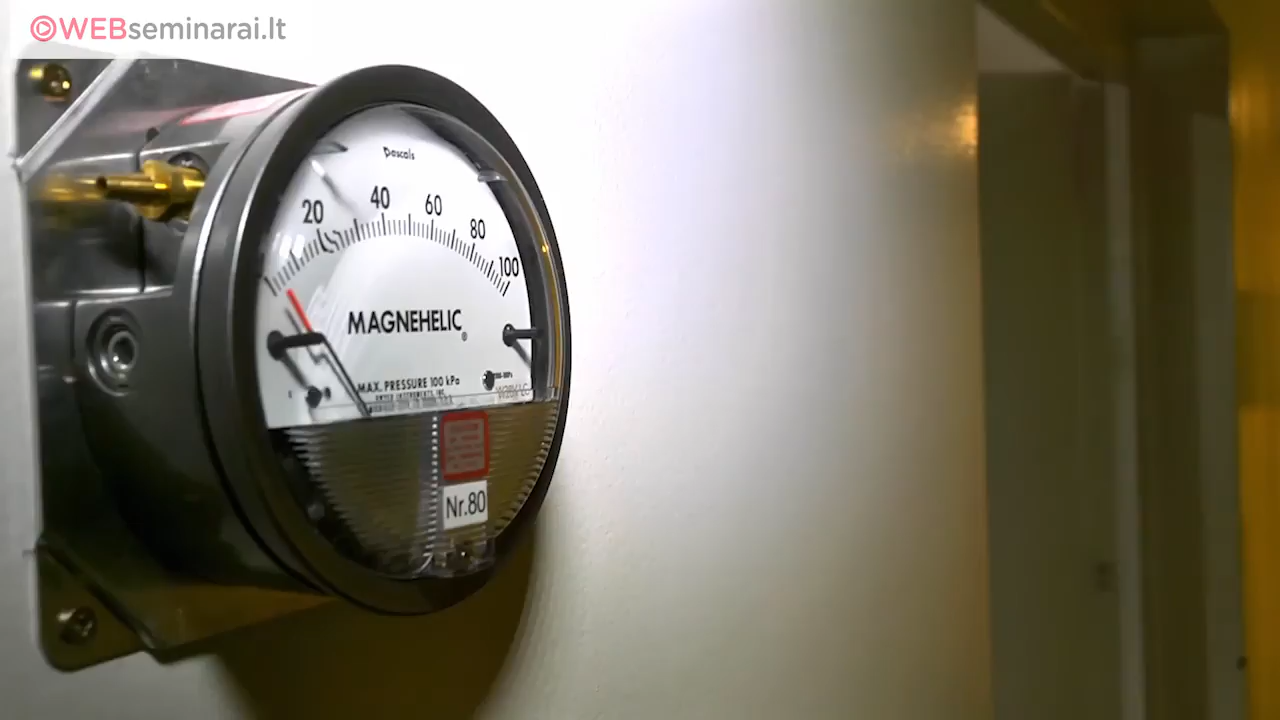 ©WEBseminarai.lt
Pascals
20 40 60 80 100
MAGNEHELIC®
MAX. PRESSURE 100 kPa
Nr.80